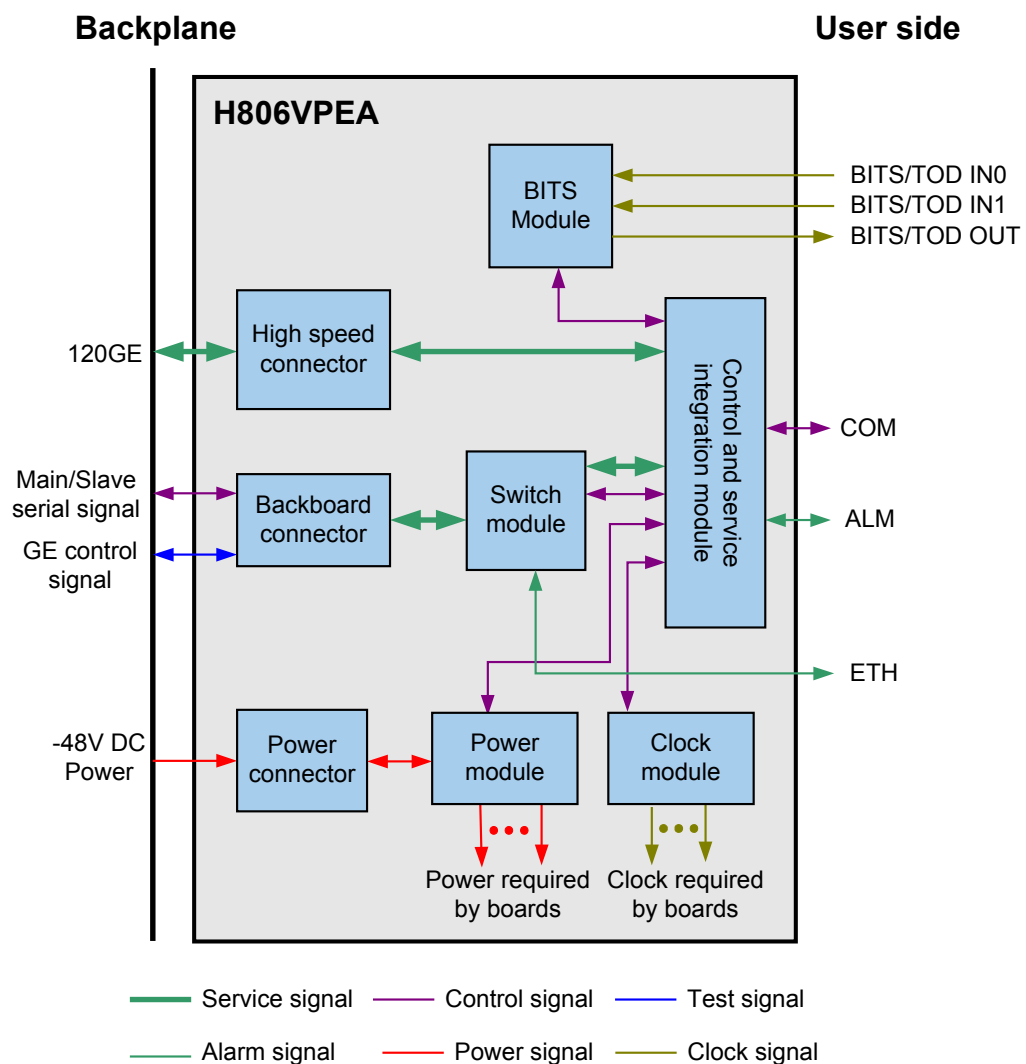 Backplane
User side
H806VPEA
BITS
Module
BITS/TOD IN0
BITS/TOD IN1
BITS/TOD OUT
120GE
High speed
connector
Control and service
integration module
COM
Main/Slave
serial signal
Backboard
connector
Switch
module
ALM
GE control
signal
ETH
-48V DC
Power
Power
connector
Power
module
Clock
module
Power required
by boards
Clock required
by boards
Service signal
Control signal
Test signal
Alarm signal
Power signal
Clock signal